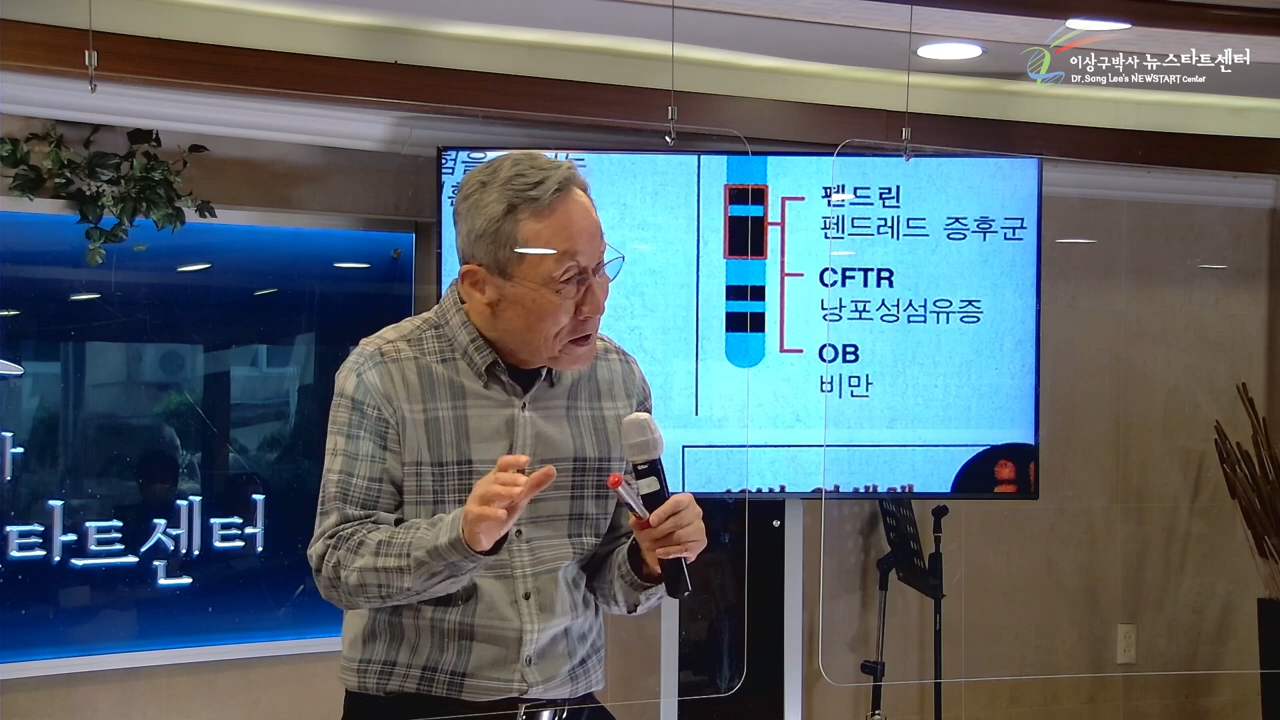 이상구박사 뉴스타트센터
Dr. Sang Lee's NEWSTART Center
험을
펜드린
펜드레드 증후군
CFTR
낭포성섬유증
OB
비만
타트센터